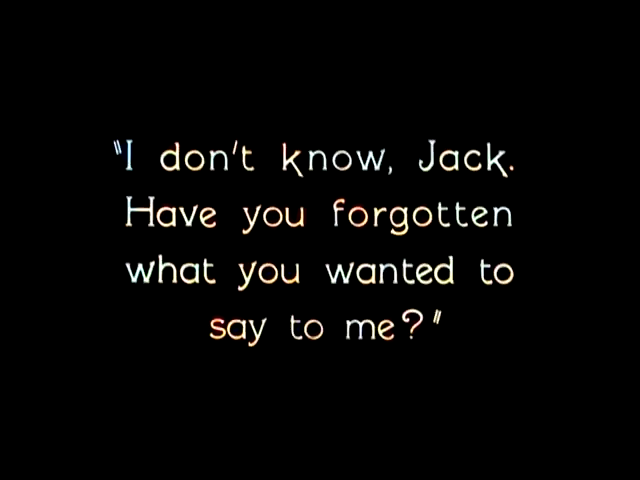 "I don't know, Jack.
Have you forgotten
what you wanted to
say to me?"